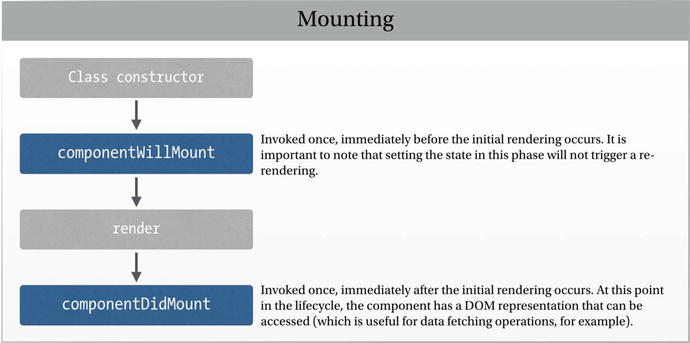 Mounting
Class constructor
componentWillMount
Invoked once, immediately before the initial rendering occurs. It is
important to note that setting the state in this phase will not trigger a re-
rendering.
render
componentDidMount
Invoked once, immediately after the initial rendering occurs. At this point
in the lifecycle, the component has a DOM representation that can be
accessed (which is useful for data fetching operations, for example).